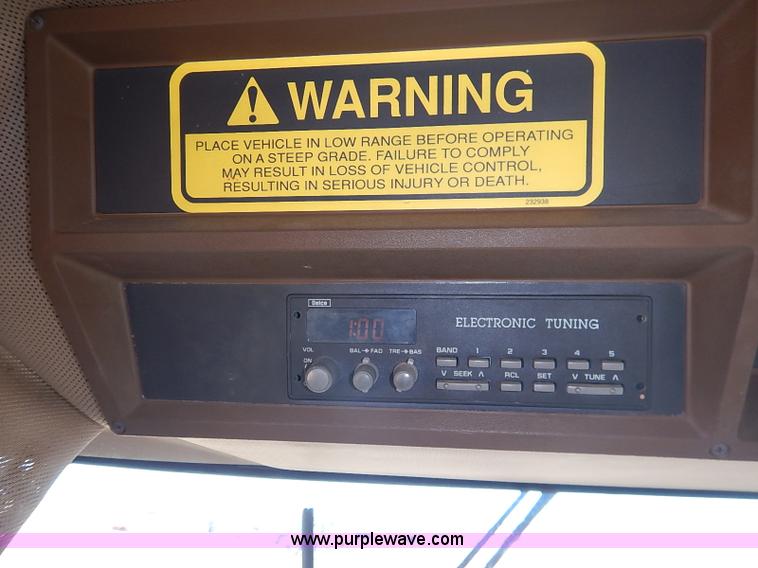 WARNING
PLACE VEHICLE IN LOW RANGE BEFORE OPERATING
ON A STEEP GRADE. FAILURE TO COMPLY
MAY RESULT IN LOSS OF VEHICLE CONTROL,
RESULTING IN SERIOUS INJURY OR DEATH.
232938
Delco
1:00
ELECTRONIC TUNING
VOL BAL→FAD TRE→BAS BAND 1 2 3 4 5
ON
V SEEK Λ RCL SET V TUNE Λ
www.purplewave.com